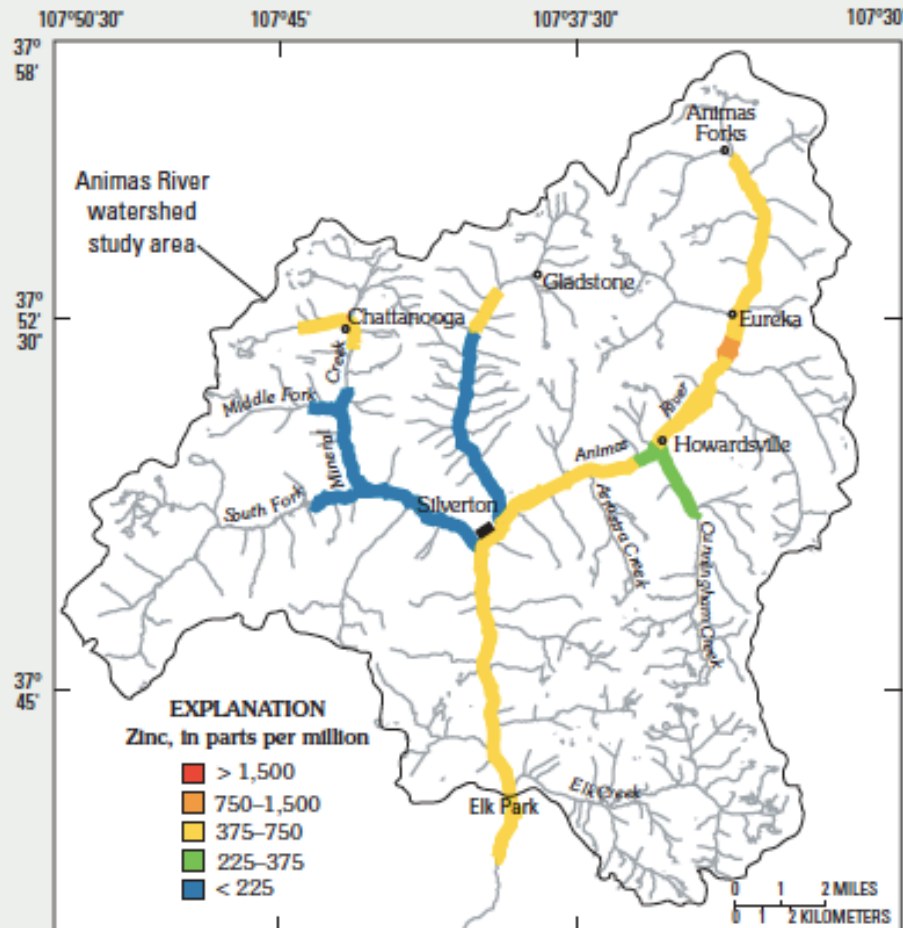 107°50'30"
107°45'
107°37'30"
107°30'
37°
58'
Animas
Forks
Animas River
watershed
study area
Gladstone
37°
52'
30"
Chattanooga
Eureka
Creek
Middle Fork
River
Mineral
Animas
Howardsville
South Fork
Silverton
Arrastra Creek
Cunningham Creek
37°
45'
EXPLANATION
Zinc, in parts per million
> 1,500
750–1,500
375–750
225–375
< 225
Elk Creek
Elk Park
0 1 2 MILES
0 1 2 KILOMETERS